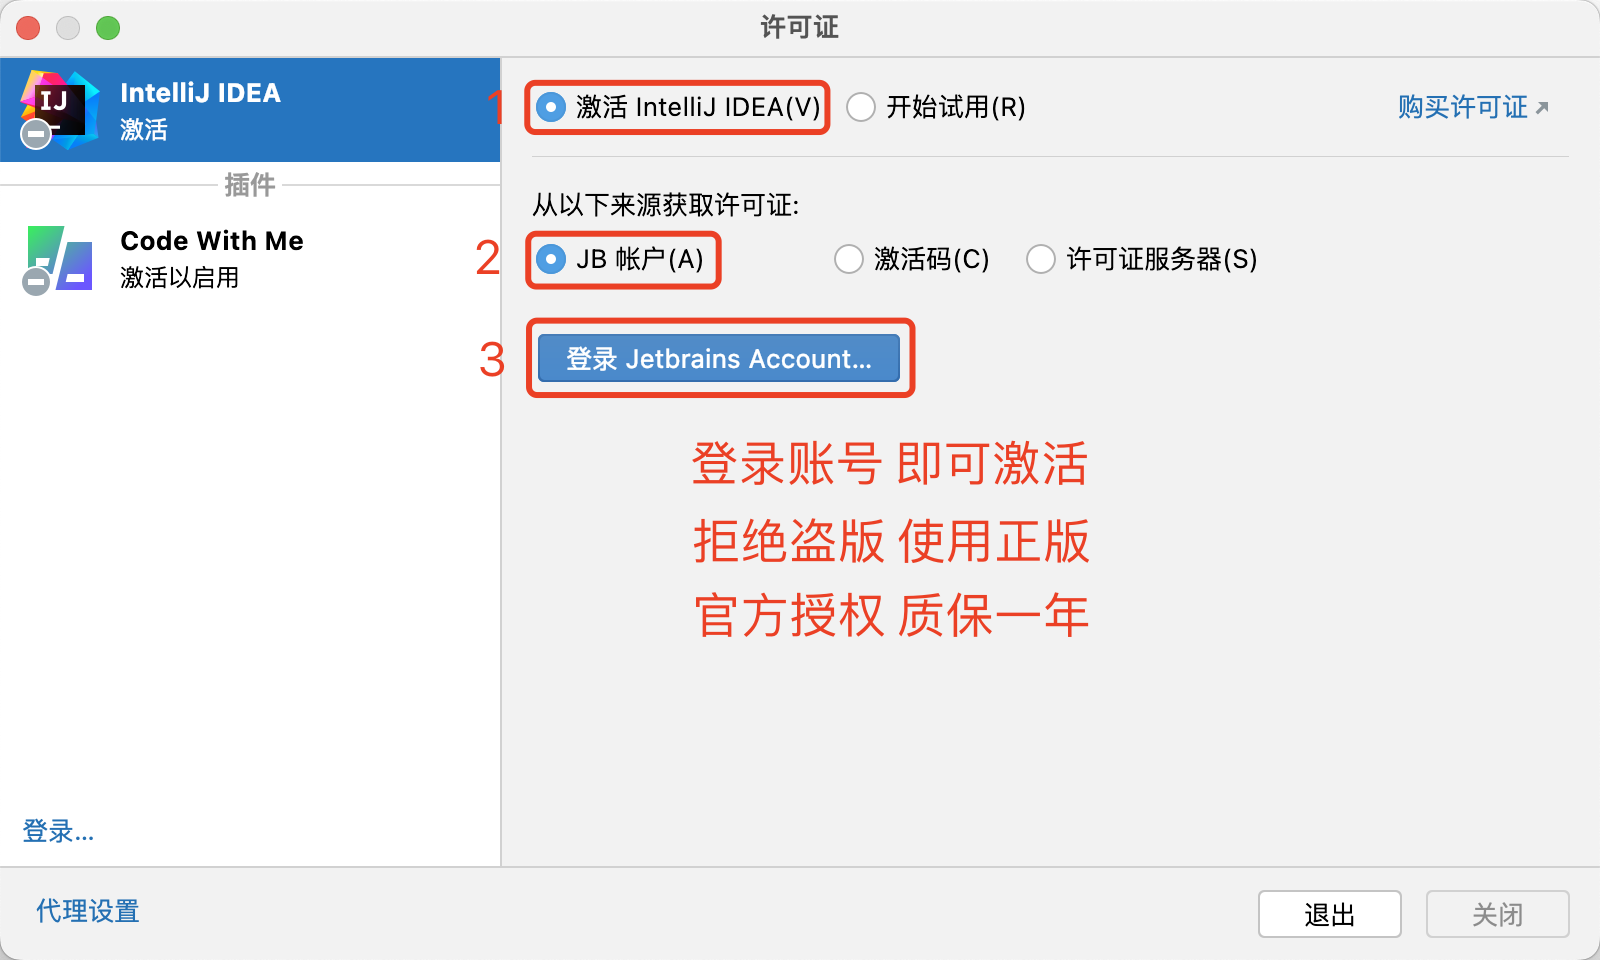 许可证
IJ
IntelliJ IDEA
激活
插件
Code With Me
激活以启用
登录...
1
激活 IntelliJ IDEA(V)
开始试用(R)
购买许可证
从以下来源获取许可证:
2
JB 帐户(A)
激活码(C)
许可证服务器(S)
3
登录 Jetbrains Account...
登录账号 即可激活
拒绝盗版 使用正版
官方授权 质保一年
代理设置
退出
关闭